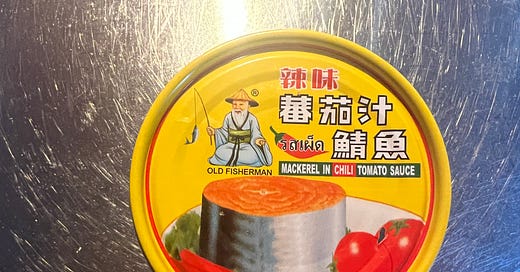 辣味
蕃茄汁
鯖魚
รสเผ็ด
®
OLD FISHERMAN
MACKEREL IN CHILI TOMATO SAUCE